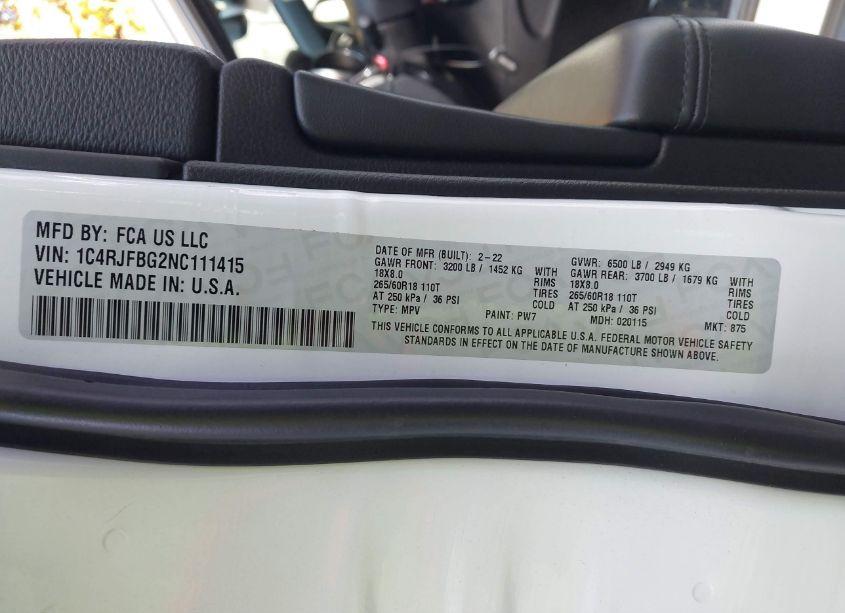 MFD BY: FCA US LLC
VIN: 1C4RJFBG2NC111415
VEHICLE MADE IN: U.S.A.
DATE OF MFR (BUILT): 2-22 GVWR: 6500 LB / 2949 KG
GAWR FRONT: 3200 LB / 1452 KG WITH GAWR REAR: 3700 LB / 1679 KG WITH
18X8.0 RIMS 18X8.0 RIMS
265/60R18 110T TIRES 265/60R18 110T TIRES
AT 250 kPa / 36 PSI COLD AT 250 kPa / 36 PSI COLD
TYPE: MPV PAINT: PW7 MDH: 020115 MKT: 875
THIS VEHICLE CONFORMS TO ALL APPLICABLE U.S.A. FEDERAL MOTOR VEHICLE SAFETY
STANDARDS IN EFFECT ON THE DATE OF MANUFACTURE SHOWN ABOVE.